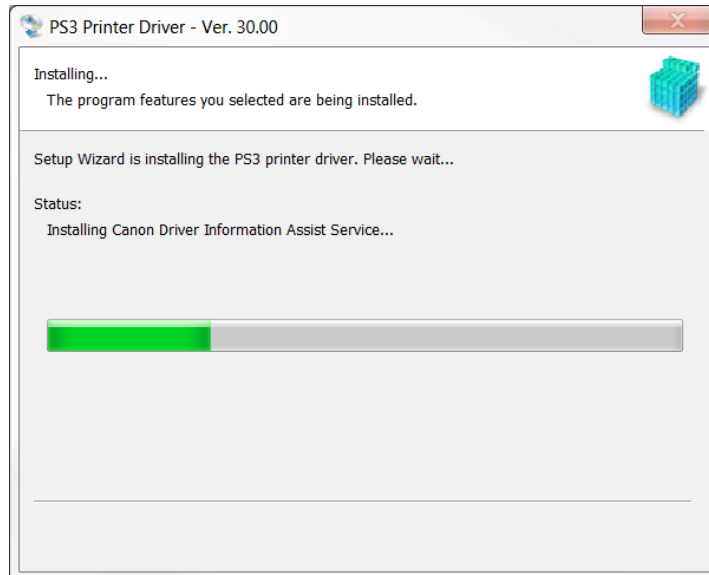 PS3 Printer Driver - Ver. 30.00
Installing...
The program features you selected are being installed.
Setup Wizard is installing the PS3 printer driver. Please wait...
Status:
Installing Canon Driver Information Assist Service...